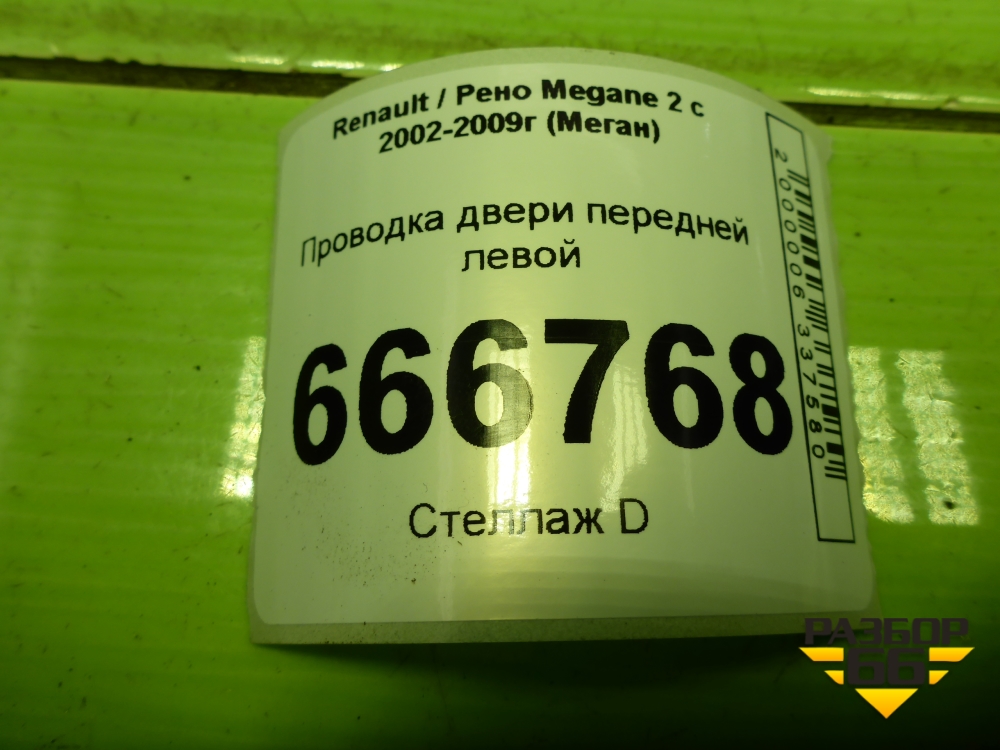 Renault / Рено Megane 2 с
2002-2009г (Меган)
Проводка двери передней
левой
666768
Стеллаж D
2000006337580
РАЗБОР
66